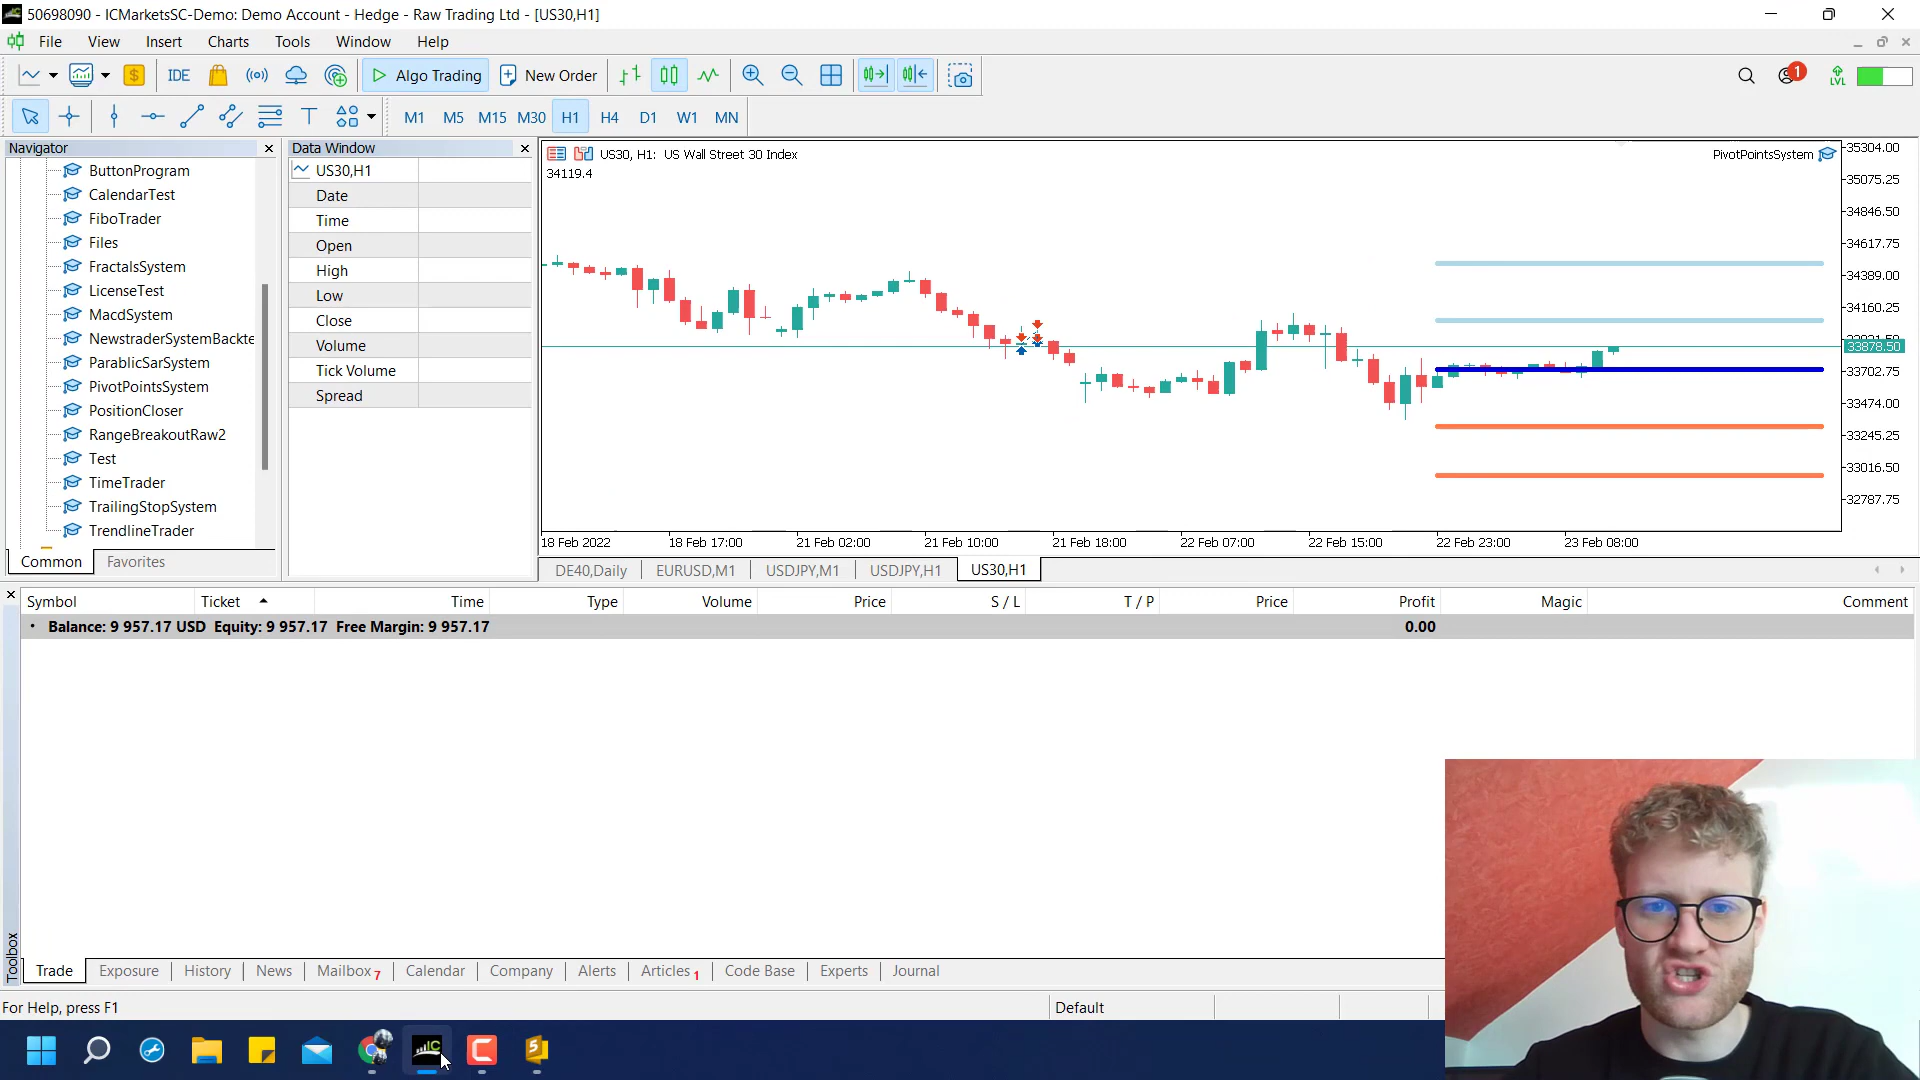 50698090 - ICMarketsSC-Demo: Demo Account - Hedge - Raw Trading Ltd - [US30,H1]
File View Insert Charts Tools Window Help
IDE Algo Trading New Order 1 LVL
M1 M5 M15 M30 H1 H4 D1 W1 MN
Navigator
ButtonProgram
CalendarTest
FiboTrader
Files
FractalsSystem
LicenseTest
MacdSystem
NewstraderSystemBackte
ParablicSarSystem
PivotPointsSystem
PositionCloser
RangeBreakoutRaw2
Test
TimeTrader
TrailingStopSystem
TrendlineTrader
Common Favorites
Data Window
US30,H1
Date
Time
Open
High
Low
Close
Volume
Tick Volume
Spread
US30, H1: US Wall Street 30 Index
34119.4
PivotPointsSystem
35304.00
35075.25
34846.50
34617.75
34389.00
34160.25
33878.50
33702.75
33474.00
33245.25
33016.50
32787.75
18 Feb 2022 18 Feb 17:00 21 Feb 02:00 21 Feb 10:00 21 Feb 18:00 22 Feb 07:00 22 Feb 15:00 22 Feb 23:00 23 Feb 08:00
DE40,Daily EURUSD,M1 USDJPY,M1 USDJPY,H1 US30,H1
Symbol Ticket Time Type Volume Price S / L T / P Price Profit Magic Comment
Balance: 9 957.17 USD Equity: 9 957.17 Free Margin: 9 957.17 0.00
Toolbox
Trade Exposure History News Mailbox 7 Calendar Company Alerts Articles 1 Code Base Experts Journal
For Help, press F1 Default
IC
5